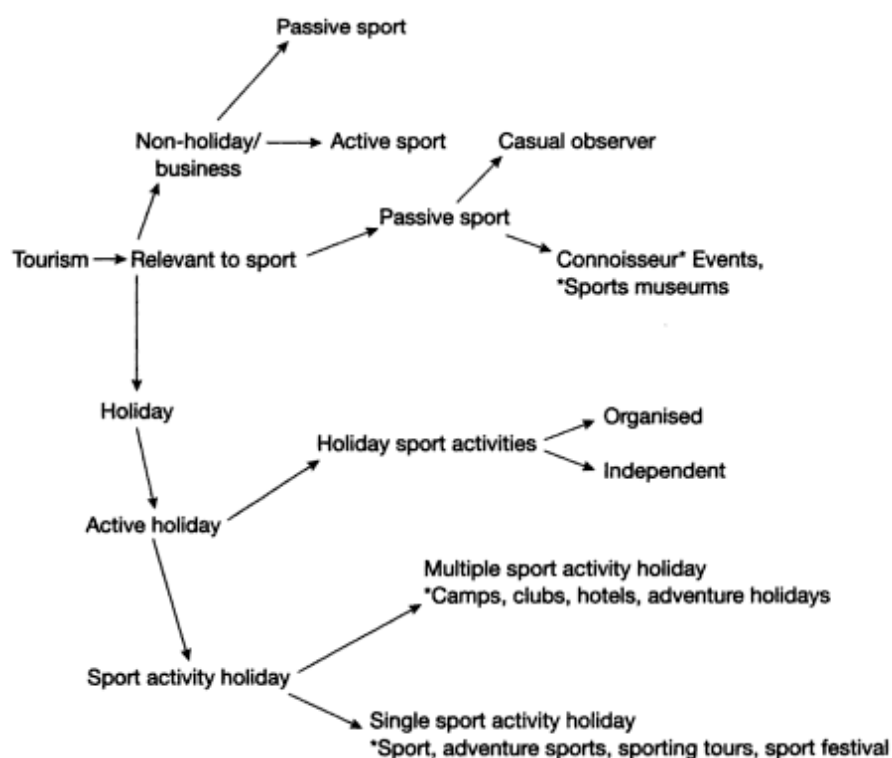 Passive sport
Non-holiday/
business
Active sport
Casual observer
Passive sport
Tourism
Relevant to sport
Connoisseur* Events,
*Sports museums
Holiday
Holiday sport activities
Organised
Independent
Active holiday
Multiple sport activity holiday
*Camps, clubs, hotels, adventure holidays
Sport activity holiday
Single sport activity holiday
*Sport, adventure sports, sporting tours, sport festival